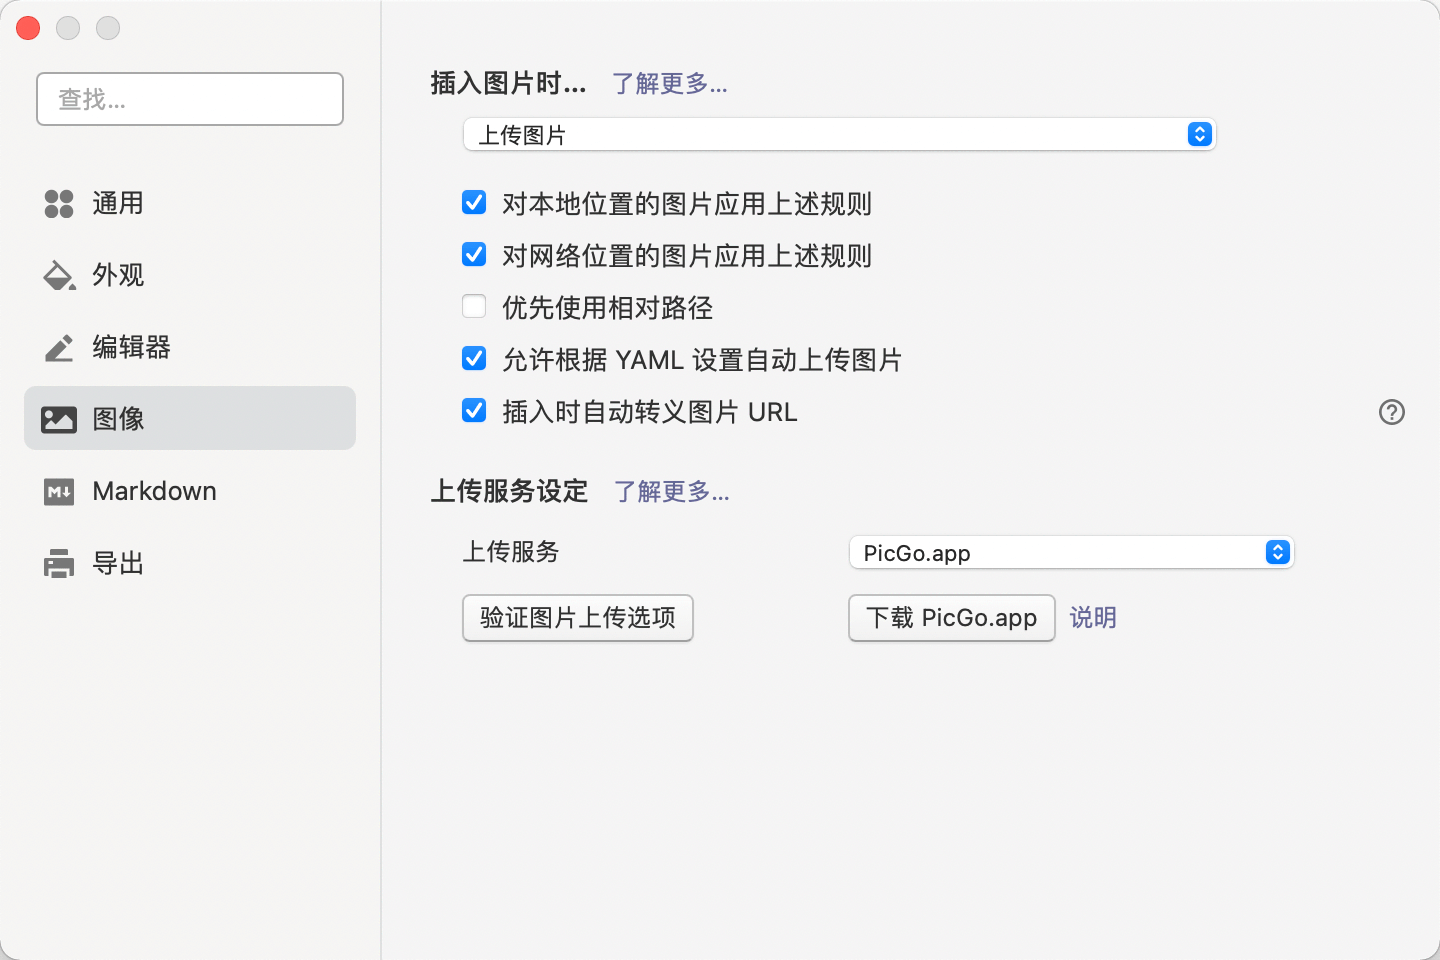 查找...
通用
外观
编辑器
图像
Markdown
导出
插入图片时... 了解更多...
上传图片
对本地位置的图片应用上述规则
对网络位置的图片应用上述规则
优先使用相对路径
允许根据 YAML 设置自动上传图片
插入时自动转义图片 URL
上传服务设定 了解更多...
上传服务 PicGo.app
验证图片上传选项 下载 PicGo.app 说明